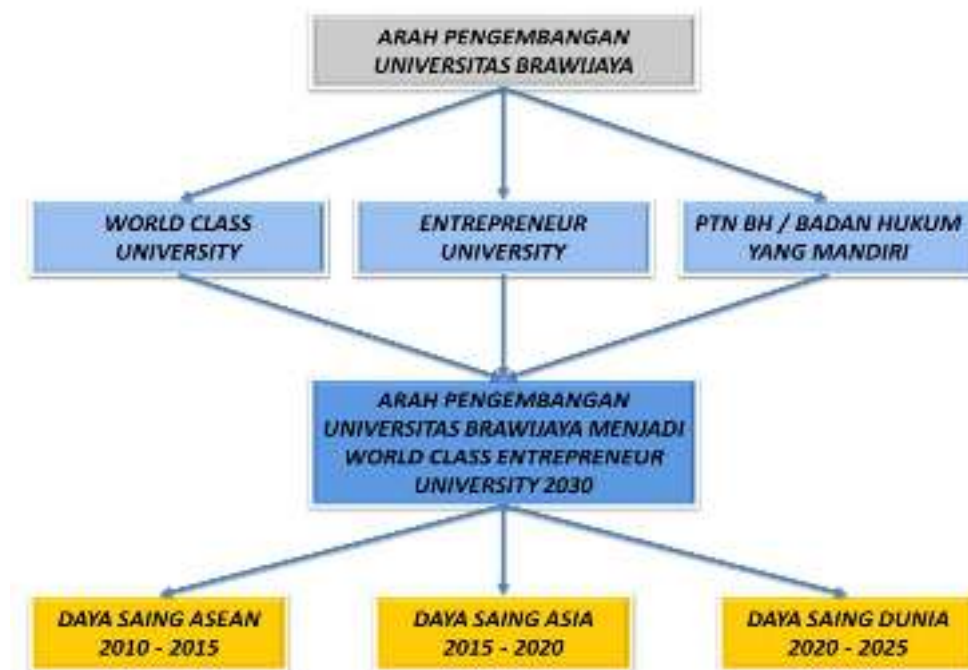 ARAH PENGEMBANGAN
UNIVERSITAS BRAWIJAYA
WORLD CLASS
UNIVERSITY
ENTREPRENEUR
UNIVERSITY
PTN BH / BADAN HUKUM
YANG MANDIRI
ARAH PENGEMBANGAN
UNIVERSITAS BRAWIJAYA MENJADI
WORLD CLASS ENTREPRENEUR
UNIVERSITY 2030
DAYA SAING ASEAN
2010 - 2015
DAYA SAING ASIA
2015 - 2020
DAYA SAING DUNIA
2020 - 2025